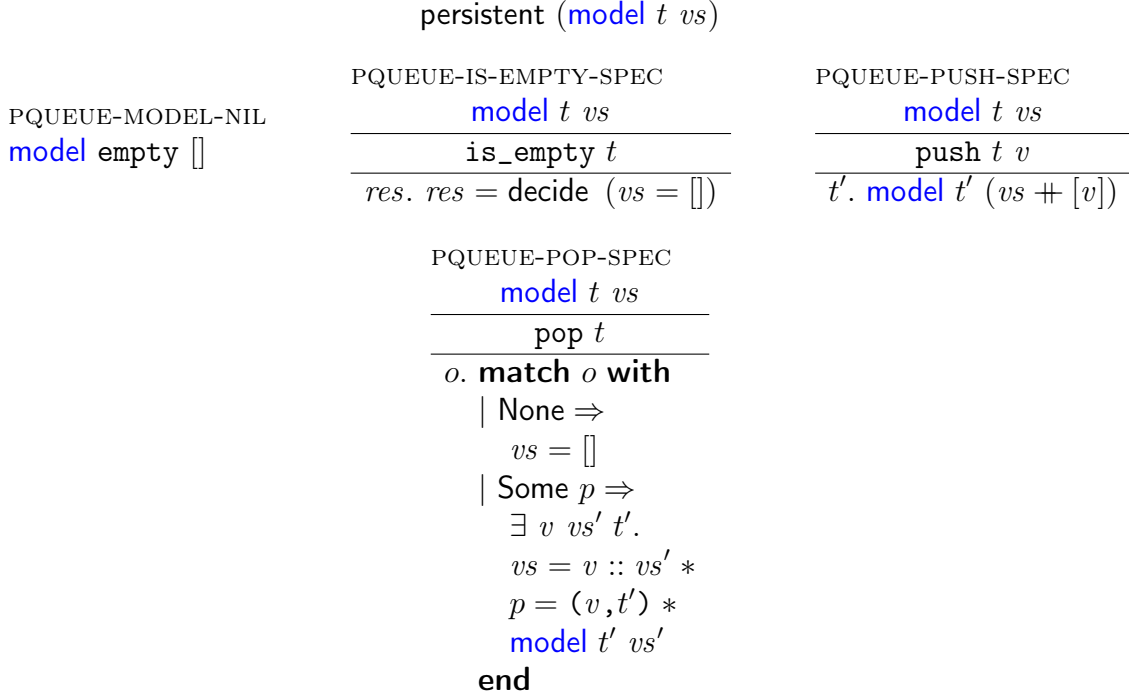 persistent (model t vs)
PQUEUE-MODEL-NIL
model empty []
PQUEUE-IS-EMPTY-SPEC
model t vs
is_empty t
res. res = decide (vs = [])
PQUEUE-PUSH-SPEC
model t v​s
push t v
t′. model t′ (vs ++ [v])
PQUEUE-POP-SPEC
model t vs
pop t
o. match o with
| None ⇒
vs = []
| Some p ⇒
∃ v vs′ t′.
vs = v :: vs′ ∗
p = (v,t′) ∗
model t′ vs′
end